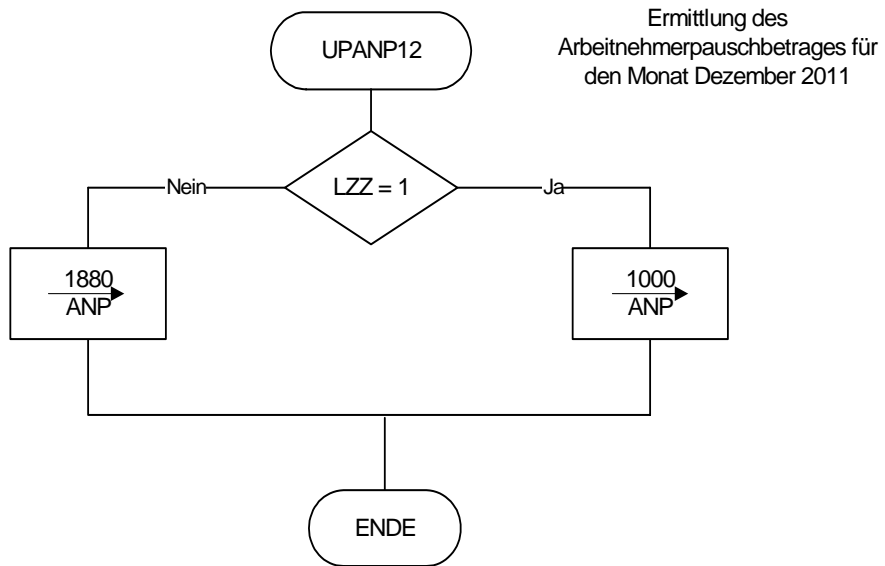 Ermittlung des
Arbeitnehmerpauschbetrages für
den Monat Dezember 2011
UPANP12
LZZ = 1
Nein
Ja
1880
ANP
1000
ANP
ENDE